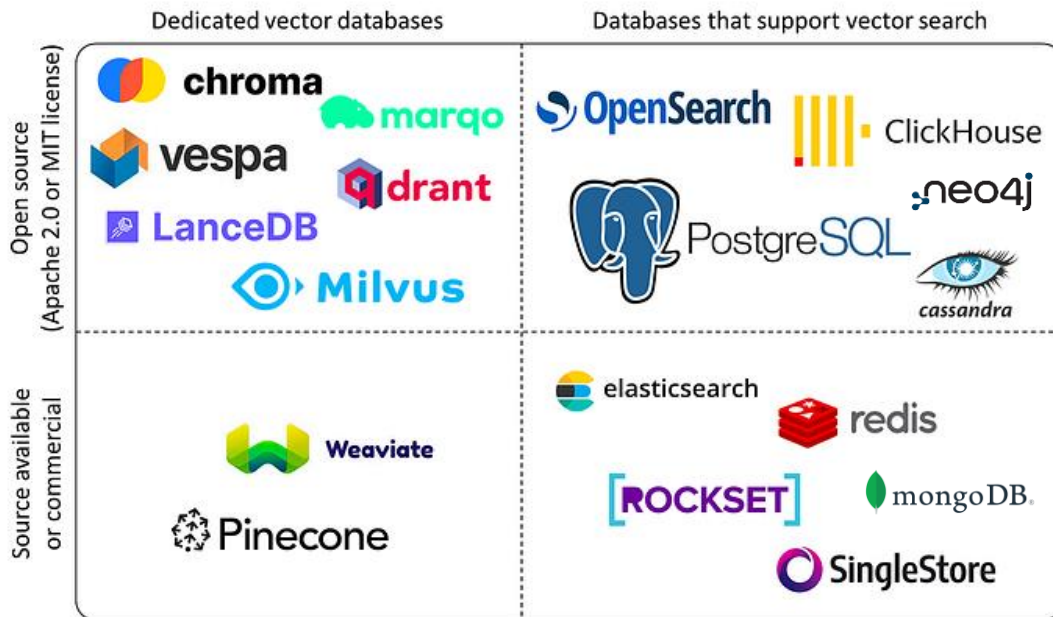 Dedicated vector databases
Databases that support vector search
Open source
(Apache 2.0 or MIT license)
chroma
marqo
vespa
qdrant
LanceDB
Milvus
OpenSearch
ClickHouse
neo4j
PostgreSQL
cassandra
Source available
or commercial
Weaviate
Pinecone
elasticsearch
redis
ROCKSET
mongoDB®
SingleStore